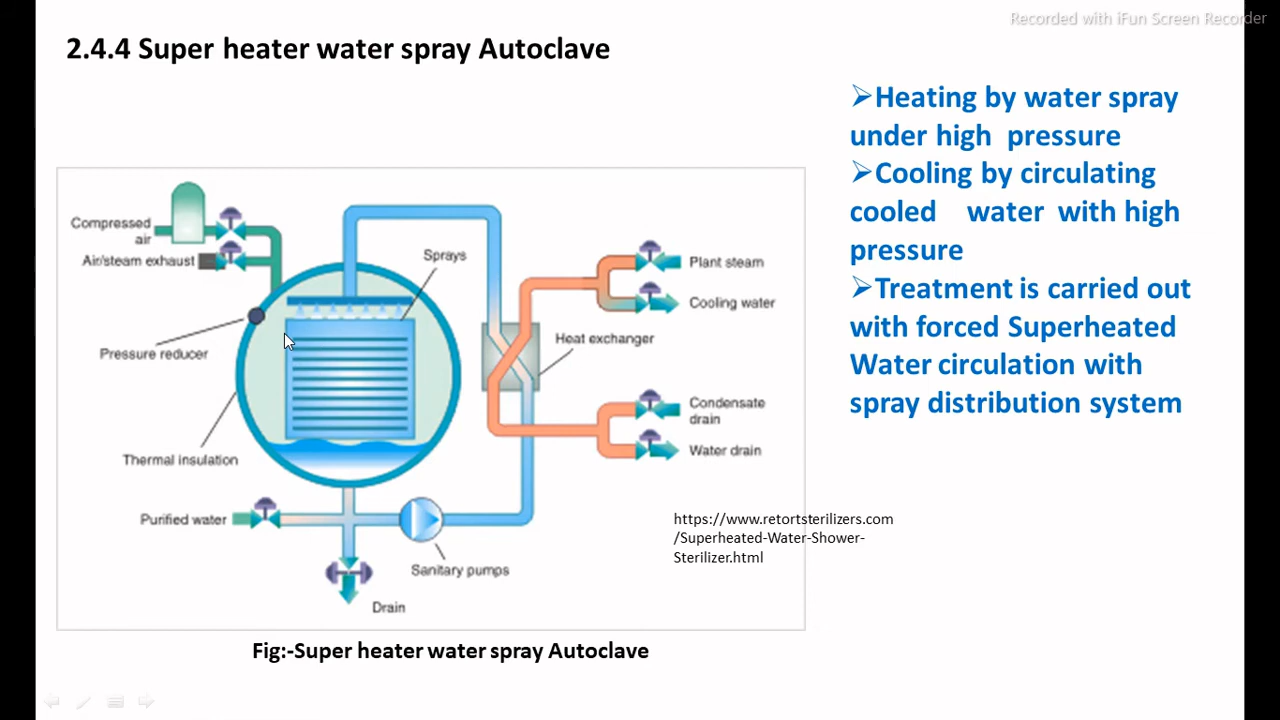 Recorded with iFun Screen Recorder
2.4.4 Super heater water spray Autoclave
➢Heating by water spray
under high pressure
➢Cooling by circulating
cooled water with high
pressure
➢Treatment is carried out
with forced Superheated
Water circulation with
spray distribution system
Compressed
air
Air/steam exhaust
Sprays
Plant steam
Cooling water
Pressure reducer
Heat exchanger
Condensate
drain
Water drain
Thermal insulation
Purified water
Sanitary pumps
Drain
https://www.retortsterilizers.com
/Superheated-Water-Shower-
Sterilizer.html
Fig:-Super heater water spray Autoclave